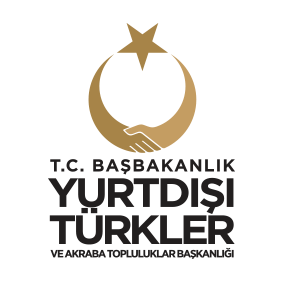 T.C. BAŞBAKANLIK
YURTDIŞI
TÜRKLER
VE AKRABA TOPLULUKLAR BAŞKANLIĞI